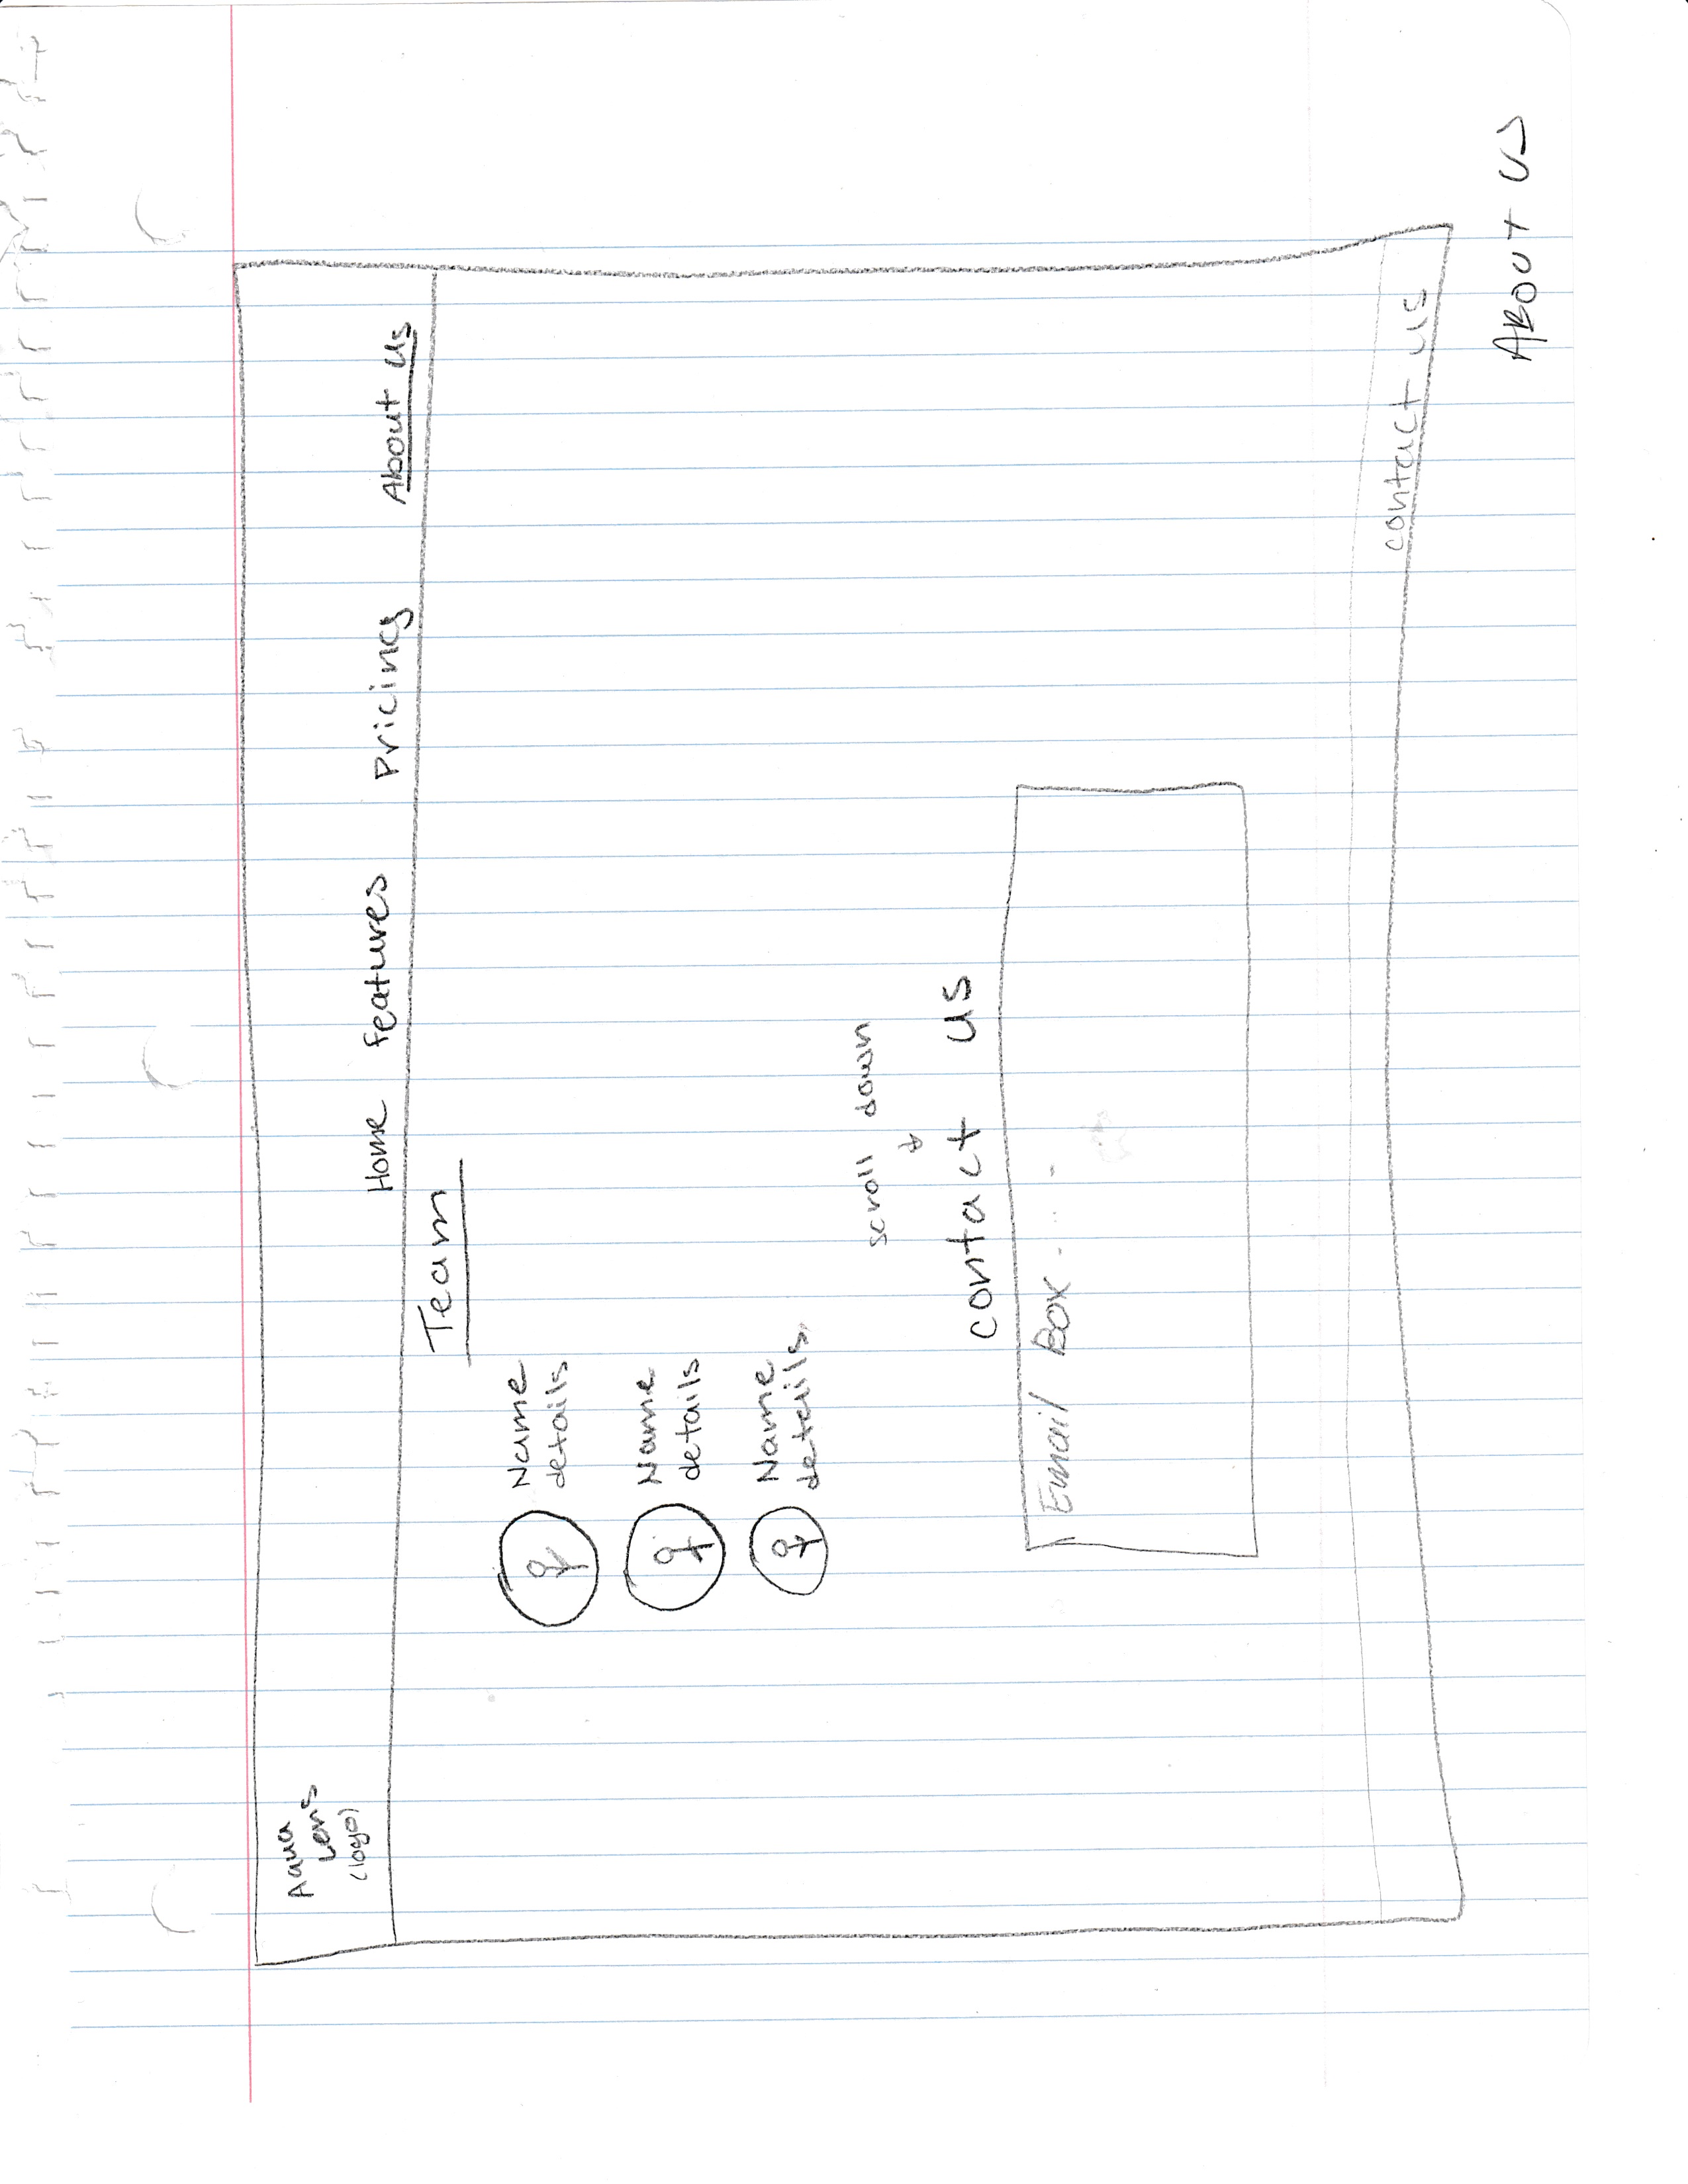 Aqua
Lens
(logo)
Home Features Pricing About Us
Team
Name
details
Name
details
Name
details
scroll down
contact us
Email Box....
contact us
ABOUT US